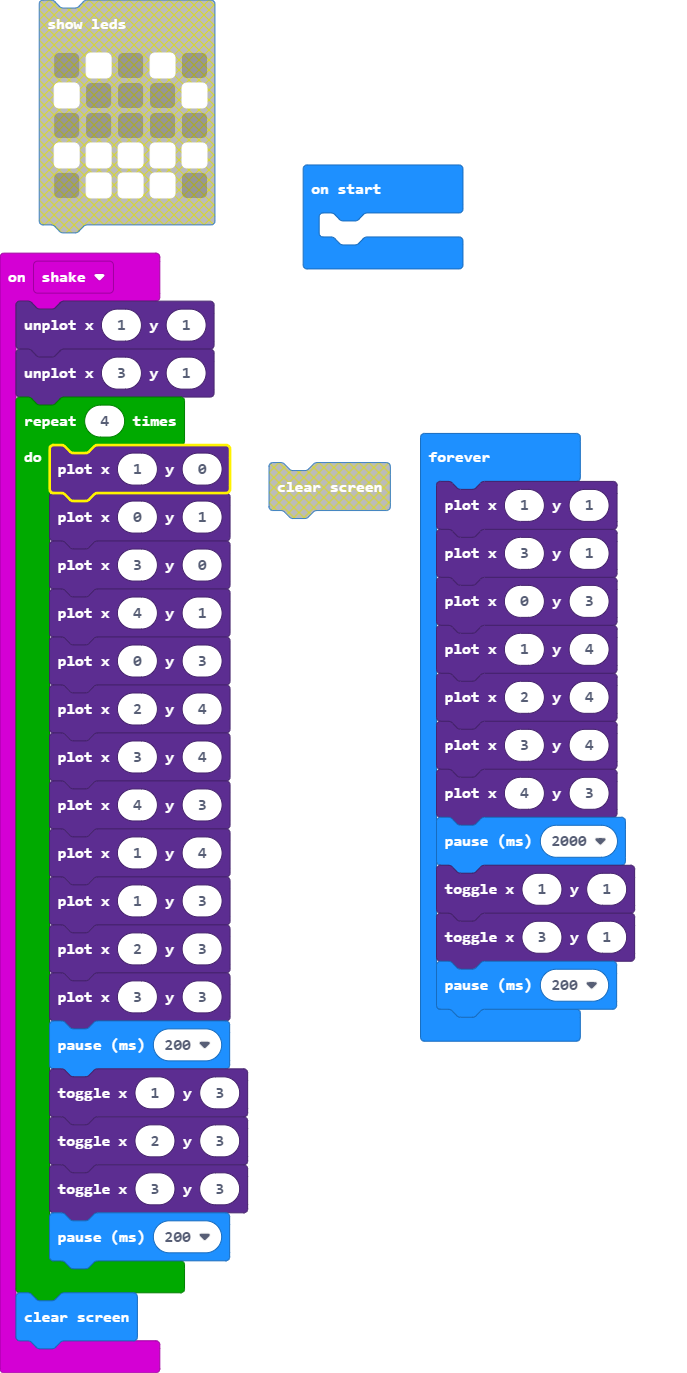 show leds
on start
on shake
unplot x 1 y 1
unplot x 3 y 1
repeat 4 times
do
plot x 1 y 0
plot x 0 y 1
plot x 3 y 0
plot x 4 y 1
plot x 0 y 3
plot x 2 y 4
plot x 3 y 4
plot x 4 y 3
plot x 1 y 4
plot x 1 y 3
plot x 2 y 3
plot x 3 y 3
pause (ms) 200
toggle x 1 y 3
toggle x 2 y 3
toggle x 3 y 3
pause (ms) 200
clear screen
clear screen
forever
plot x 1 y 1
plot x 3 y 1
plot x 0 y 3
plot x 1 y 4
plot x 2 y 4
plot x 3 y 4
plot x 4 y 3
pause (ms) 2000
toggle x 1 y 1
toggle x 3 y 1
pause (ms) 200